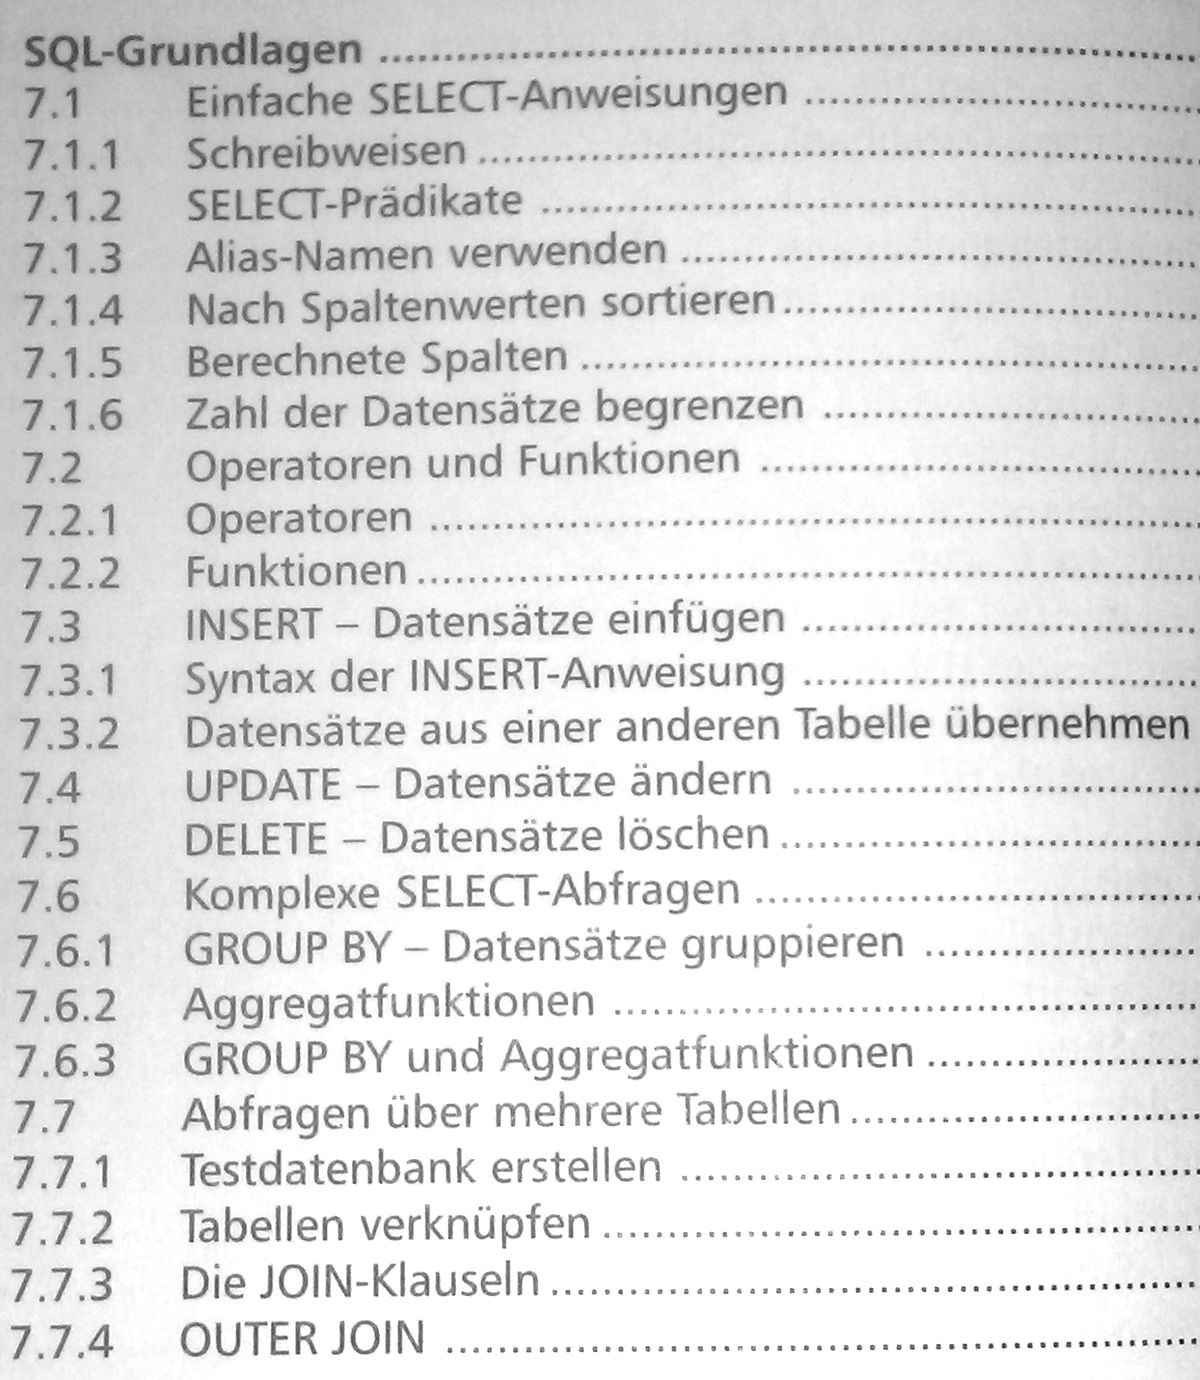 SQL-Grundlagen ........................................
7.1 Einfache SELECT-Anweisungen ........................................
7.1.1 Schreibweisen ........................................
7.1.2 SELECT-Prädikate ........................................
7.1.3 Alias-Namen verwenden ........................................
7.1.4 Nach Spaltenwerten sortieren ........................................
7.1.5 Berechnete Spalten ........................................
7.1.6 Zahl der Datensätze begrenzen ........................................
7.2 Operatoren und Funktionen ........................................
7.2.1 Operatoren ........................................
7.2.2 Funktionen ........................................
7.3 INSERT – Datensätze einfügen ........................................
7.3.1 Syntax der INSERT-Anweisung ........................................
7.3.2 Datensätze aus einer anderen Tabelle übernehmen
7.4 UPDATE – Datensätze ändern ........................................
7.5 DELETE – Datensätze löschen ........................................
7.6 Komplexe SELECT-Abfragen ........................................
7.6.1 GROUP BY – Datensätze gruppieren ........................................
7.6.2 Aggregatfunktionen ........................................
7.6.3 GROUP BY und Aggregatfunktionen ........................................
7.7 Abfragen über mehrere Tabellen ........................................
7.7.1 Testdatenbank erstellen ........................................
7.7.2 Tabellen verknüpfen ........................................
7.7.3 Die JOIN-Klauseln ........................................
7.7.4 OUTER JOIN ........................................